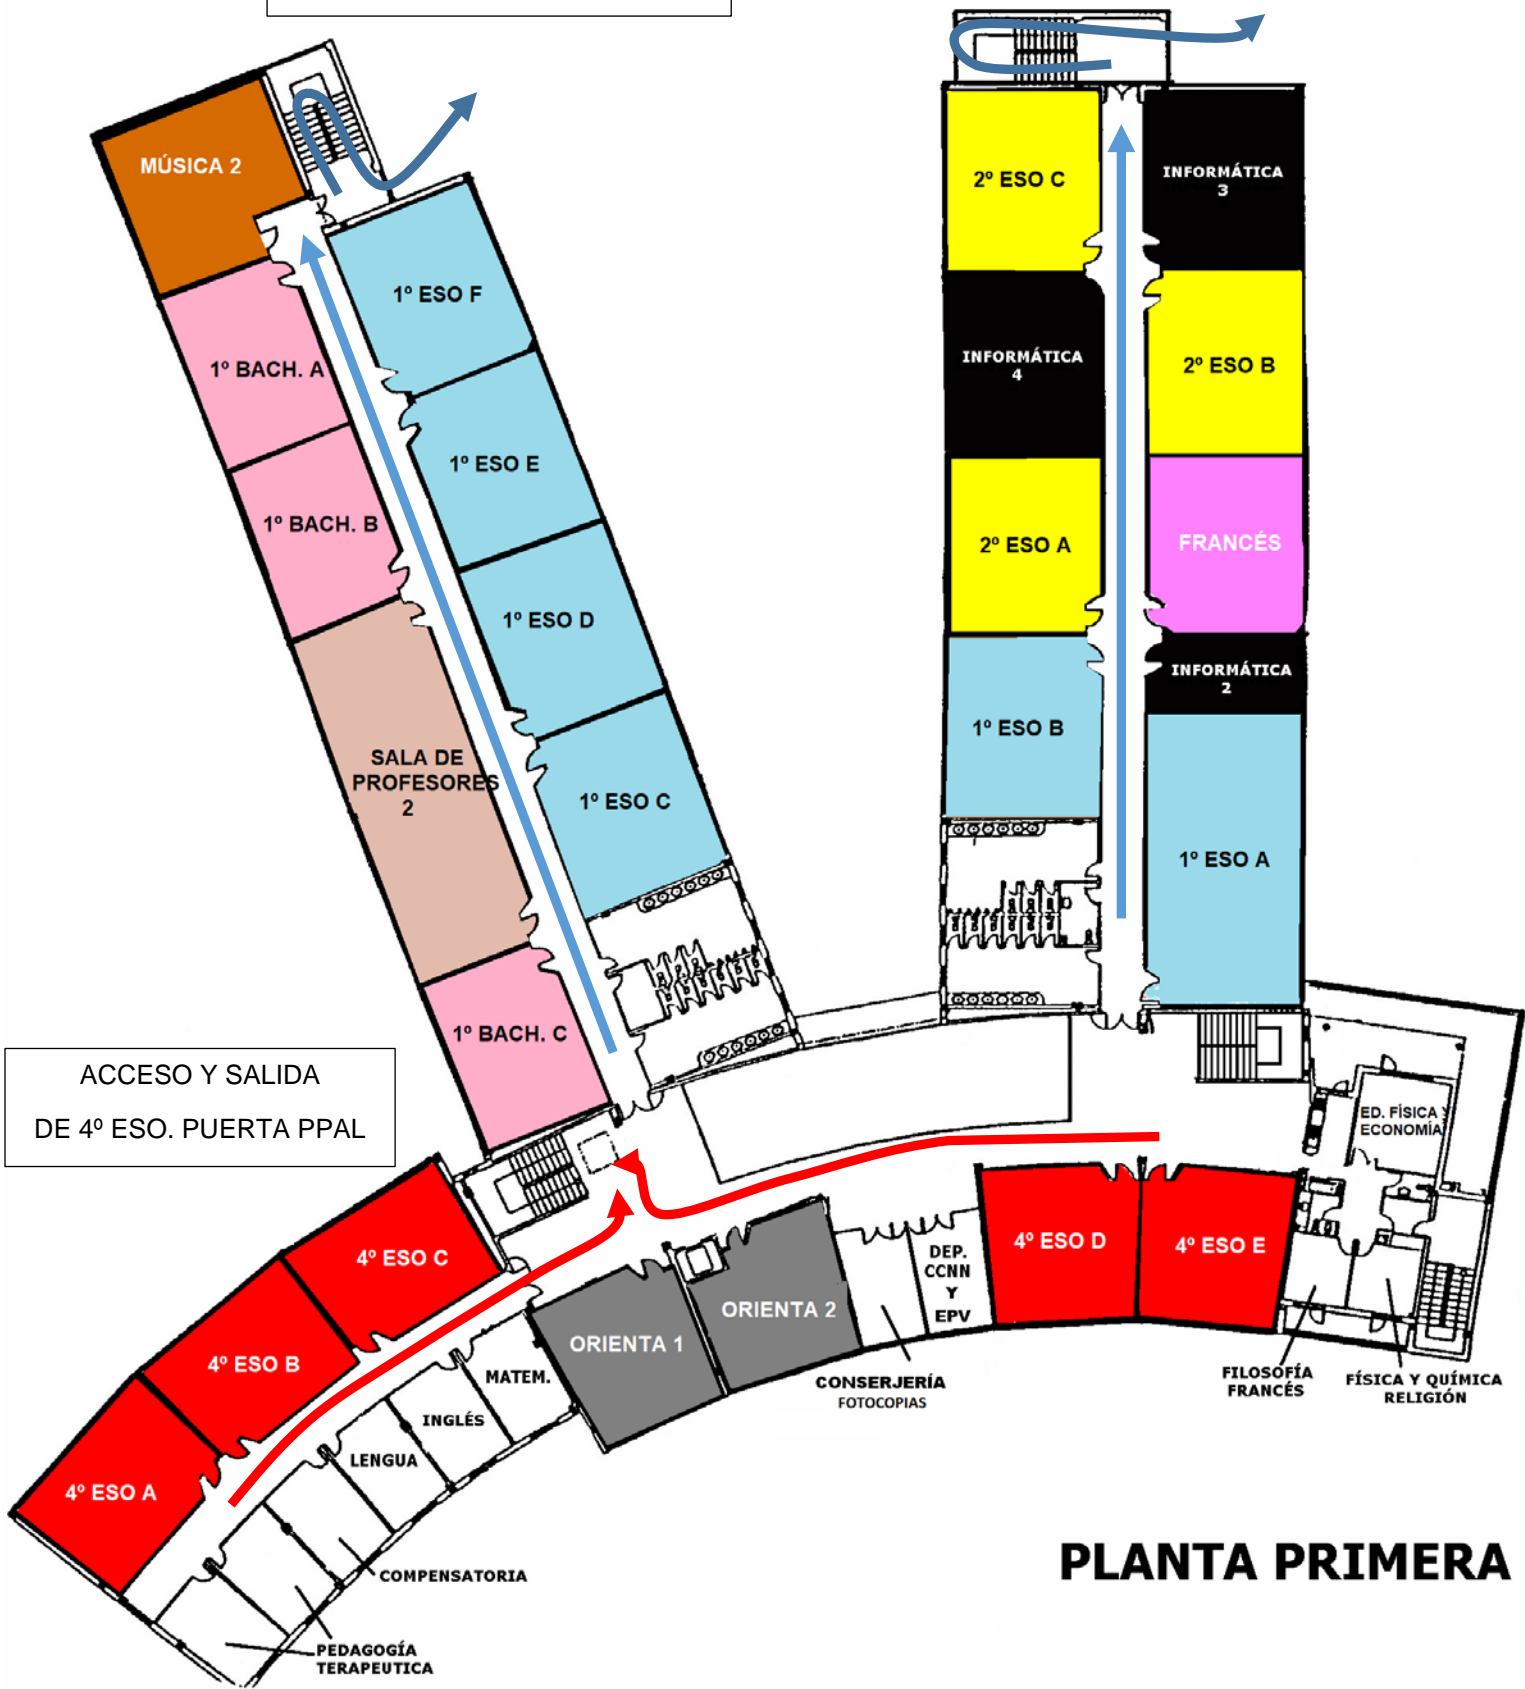 MÚSICA 2
2º ESO C
INFORMÁTICA
3
1º ESO F
1º BACH. A
INFORMÁTICA
4
2º ESO B
1º ESO E
1º BACH. B
2º ESO A
FRANCÉS
1º ESO D
INFORMÁTICA
2
1º ESO B
SALA DE
PROFESORES
2
1º ESO C
1º ESO A
1º BACH. C
ACCESO Y SALIDA
DE 4º ESO. PUERTA PPAL
ED. FÍSICA Y
ECONOMÍA
4º ESO C
4º ESO D
4º ESO E
DEP.
CCNN
Y
EPV
ORIENTA 2
ORIENTA 1
4º ESO B
MATEM.
CONSERJERÍA
FOTOCOPIAS
FILOSOFÍA
FRANCÉS
FÍSICA Y QUÍMICA
RELIGIÓN
INGLÉS
LENGUA
4º ESO A
COMPENSATORIA
PLANTA PRIMERA
PEDAGOGÍA
TERAPEUTICA